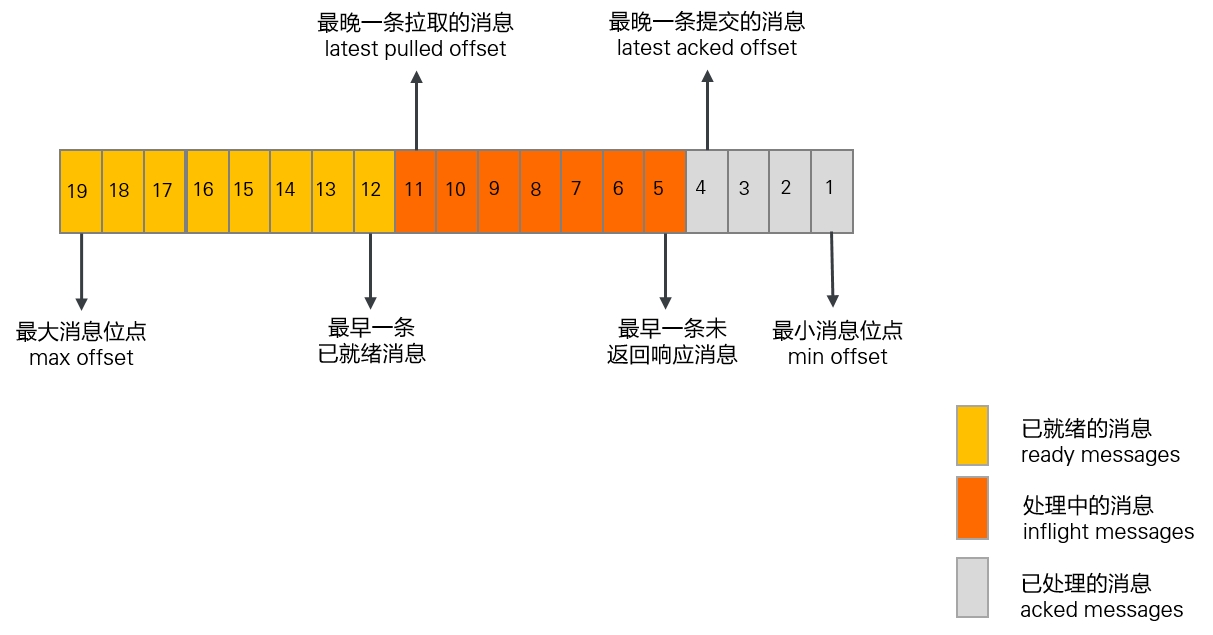 最晚一条拉取的消息
latest pulled offset
最晚一条提交的消息
latest acked offset
19 18 17 16 15 14 13 12 11 10 9 8 7 6 5 4 3 2 1
最大消息位点
max offset
最早一条
已就绪消息
最早一条未
返回响应消息
最小消息位点
min offset
已就绪的消息
ready messages
处理中的消息
inflight messages
已处理的消息
acked messages